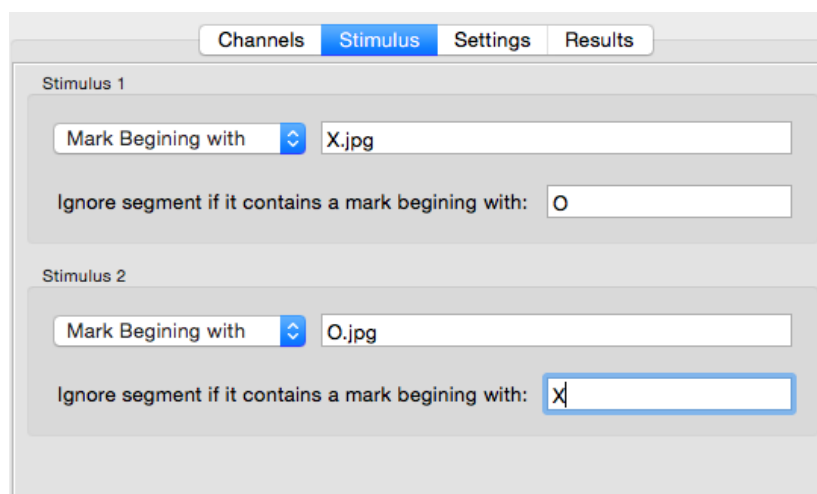 Channels Stimulus Settings Results
Stimulus 1
Mark Begining with X.jpg
Ignore segment if it contains a mark begining with: O
Stimulus 2
Mark Begining with O.jpg
Ignore segment if it contains a mark begining with: X